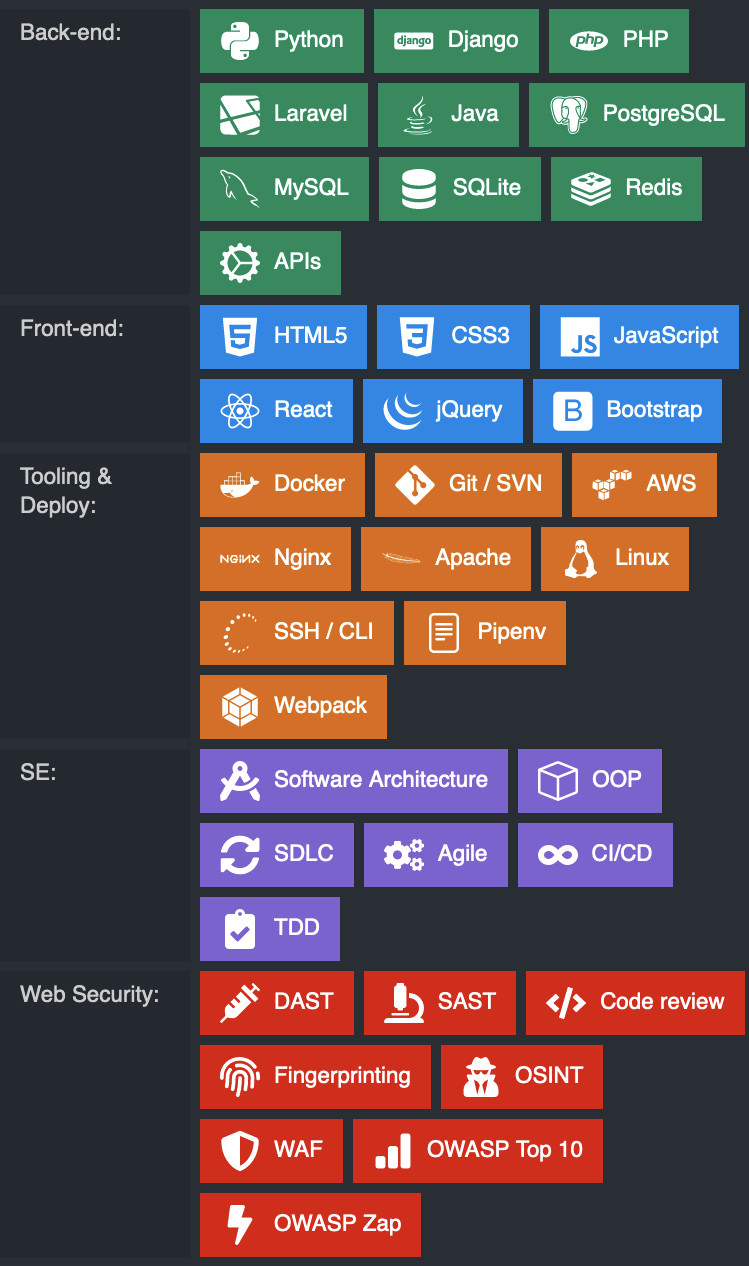 Back-end: Python django Django php PHP
Laravel Java PostgreSQL
MySQL SQLite Redis
APIs
Front-end: 5 HTML5 3 CSS3 JS JavaScript
React jQuery B Bootstrap
Tooling & Docker Git / SVN AWS
Deploy:
NGINX Nginx Apache Linux
SSH / CLI Pipenv
Webpack
SE: Software Architecture OOP
SDLC Agile CI/CD
TDD
Web Security: DAST SAST </> Code review
Fingerprinting OSINT
WAF OWASP Top 10
OWASP Zap